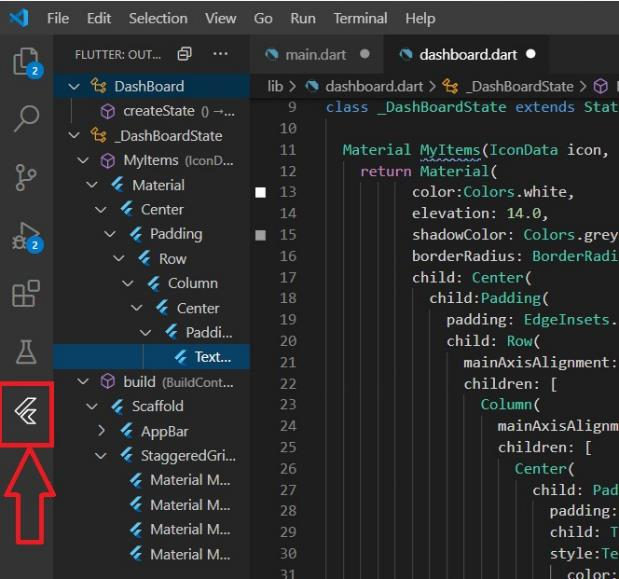 File Edit Selection View Go Run Terminal Help
FLUTTER: OUT... ...
main.dart
dashboard.dart
2
DashBoard
createState () →...
_DashBoardState
MyItems (IconD...
Material
Center
Padding
Row
Column
Center
Paddi...
Text...
build (BuildCont...
Scaffold
AppBar
StaggeredGri...
Material M...
Material M...
Material M...
Material M...
2
lib > dashboard.dart > _DashBoardState >
9 class _DashBoardState extends Stat
10
11 Material MyItems(IconData icon,
12 return Material(
13 color:Colors.white,
14 elevation: 14.0,
15 shadowColor: Colors.grey
16 borderRadius: BorderRadi
17 child: Center(
18 child:Padding(
19 padding: EdgeInsets.
20 child: Row(
21 mainAxisAlignment:
22 children: [
23 Column(
24 mainAxisAlignm
25 children: [
26 Center(
27 child: Pad
28 padding:
29 child: T
30 style:Te
31 color: